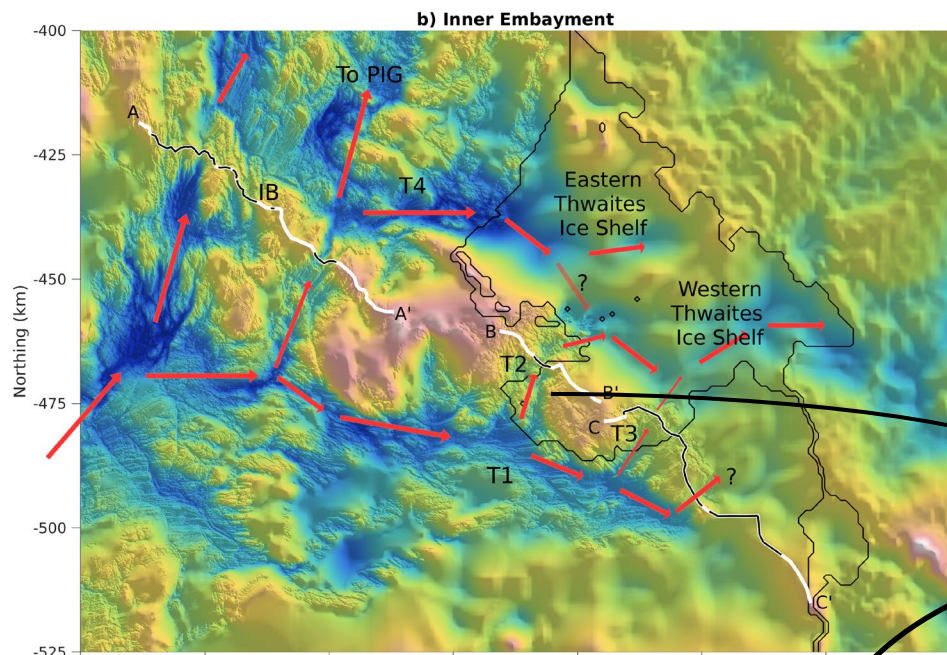 b) Inner Embayment
-400
To PIG
A
-425
IB
T4
Eastern
Thwaites
Ice Shelf
-450
?
Northing (km)
A'
Western
Thwaites
Ice Shelf
B
T2
-475
B'
C
T3
T1
?
-500
C'
-525